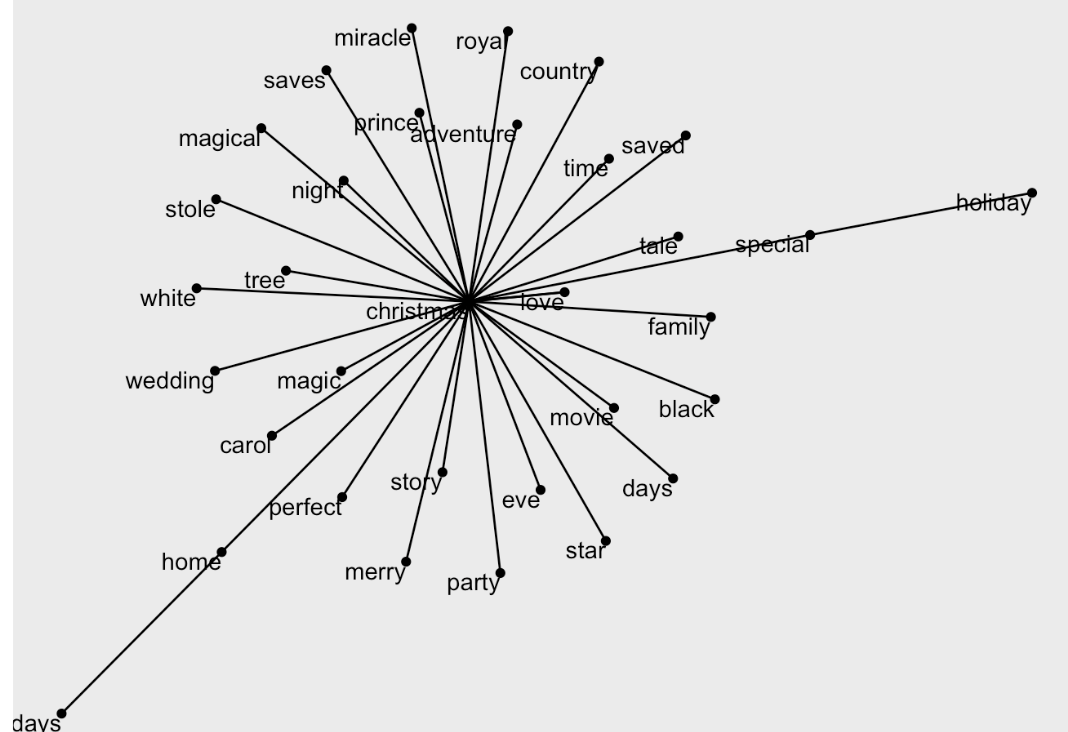 miracle
royal
country
saves
prince
adventure
magical
saved
time
night
holiday
stole
tale
special
tree
white
christmas
love
family
wedding
magic
black
movie
carol
story
days
eve
perfect
star
home
merry
party
days